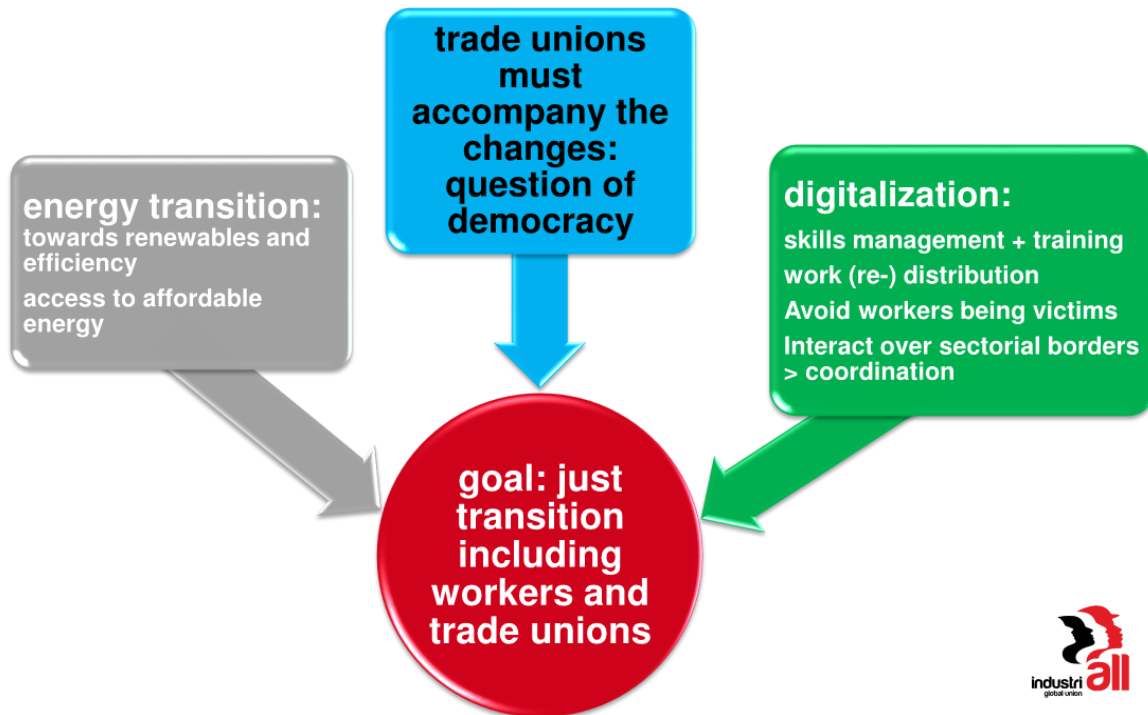 trade unions
must
accompany the
changes:
question of
democracy
energy transition:
towards renewables and
efficiency
access to affordable
energy
digitalization:
skills management + training
work (re-) distribution
Avoid workers being victims
Interact over sectorial borders
> coordination
goal: just
transition
including
workers and
trade unions
industri
all
global union